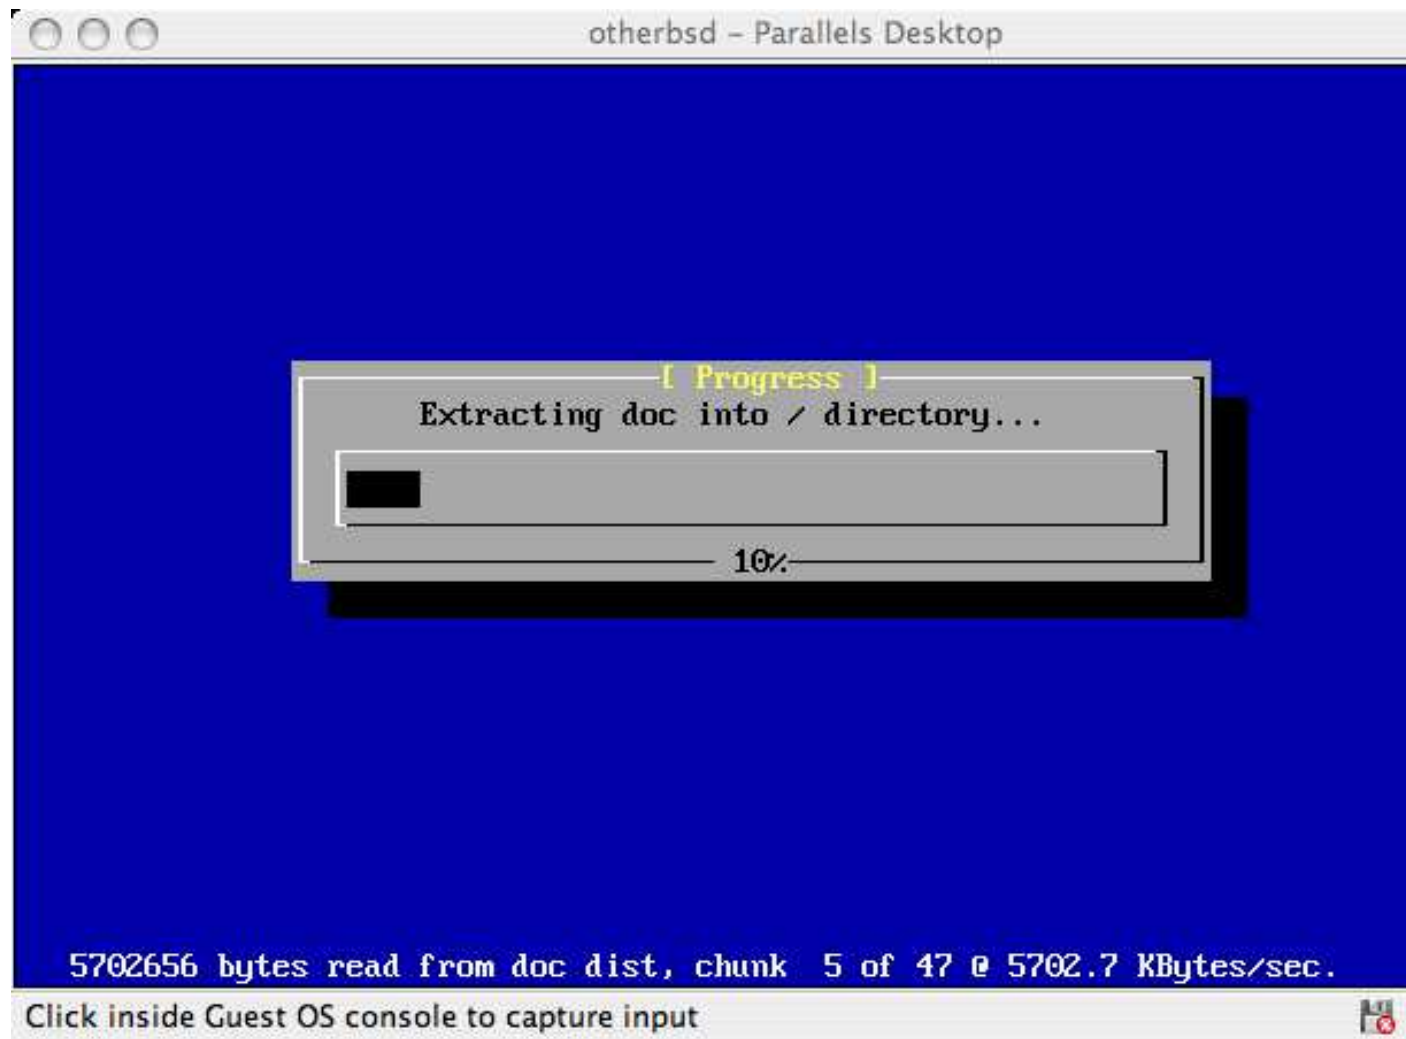 otherbsd – Parallels Desktop
[ Progress ]
Extracting doc into / directory...
10%
5702656 bytes read from doc dist, chunk  5 of 47 @ 5702.7 KBytes/sec.
Click inside Guest OS console to capture input